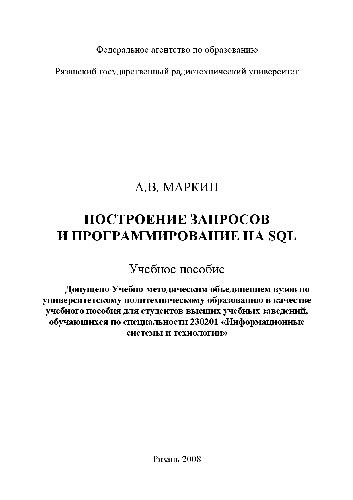 Федеральное агентство по образованию
Рязанский государственный радиотехнический университет
А.В. МАРКИН
ПОСТРОЕНИЕ ЗАПРОСОВ
И ПРОГРАММИРОВАНИЕ НА SQL
Учебное пособие
Допущено Учебно-методическим объединением вузов по
университетскому политехническому образованию в качестве
учебного пособия для студентов высших учебных заведений,
обучающихся по специальности 230201 «Информационные
системы и технологии»
Рязань 2008